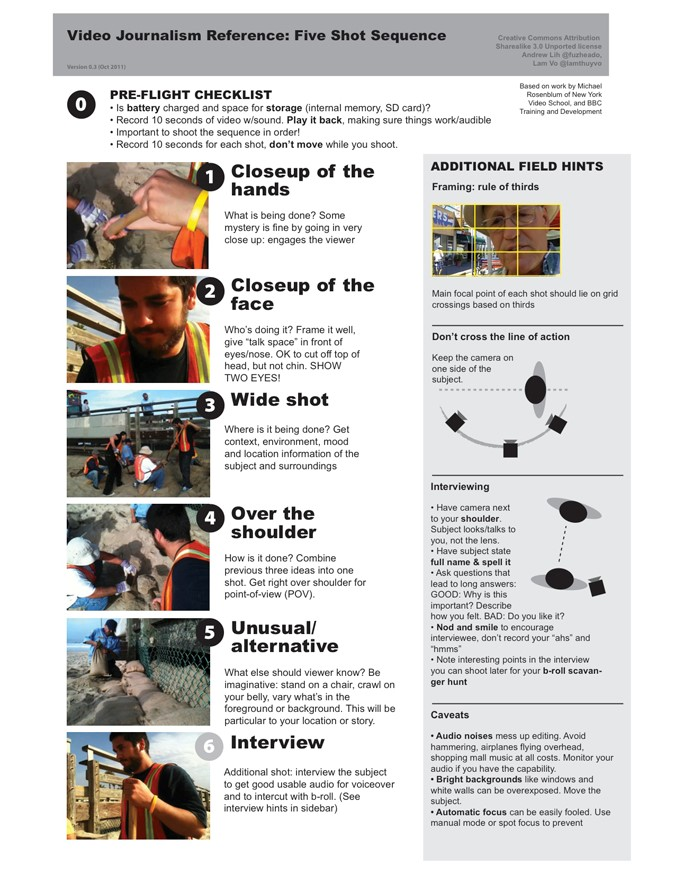 Video Journalism Reference: Five Shot Sequence
Version 0.3 (Oct 2011)
Creative Commons Attribution
Sharealike 3.0 Unported license
Andrew Lih @fuzheado,
Lam Vo @lamthuyvo
Based on work by Michael
Rosenblum of New York
Video School, and BBC
Training and Development
0
PRE-FLIGHT CHECKLIST
• Is battery charged and space for storage (internal memory, SD card)?
• Record 10 seconds of video w/sound. Play it back, making sure things work/audible
• Important to shoot the sequence in order!
• Record 10 seconds for each shot, don't move while you shoot.
1
Closeup of the
hands
What is being done? Some
mystery is fine by going in very
close up: engages the viewer
2
Closeup of the
face
Who's doing it? Frame it well,
give “talk space” in front of
eyes/nose. OK to cut off top of
head, but not chin. SHOW
TWO EYES!
3
Wide shot
Where is it being done? Get
context, environment, mood
and location information of the
subject and surroundings
4
Over the
shoulder
How is it done? Combine
previous three ideas into one
shot. Get right over shoulder for
point-of-view (POV).
5
Unusual/
alternative
What else should viewer know? Be
imaginative: stand on a chair, crawl on
your belly, vary what's in the
foreground or background. This will be
particular to your location or story.
6
Interview
Additional shot: interview the subject
to get good usable audio for voiceover
and to intercut with b-roll. (See
interview hints in sidebar)
ADDITIONAL FIELD HINTS
Framing: rule of thirds
ERS
Main focal point of each shot should lie on grid
crossings based on thirds
Don't cross the line of action
Keep the camera on
one side of the
subject.
Interviewing
• Have camera next
to your shoulder.
Subject looks/talks to
you, not the lens.
• Have subject state
full name & spell it
• Ask questions that
lead to long answers:
GOOD: Why is this
important? Describe
how you felt. BAD: Do you like it?
• Nod and smile to encourage
interviewee, don't record your “ahs” and
“hmms”
• Note interesting points in the interview
you can shoot later for your b-roll scavan-
ger hunt
Caveats
• Audio noises mess up editing. Avoid
hammering, airplanes flying overhead,
shopping mall music at all costs. Monitor your
audio if you have the capability.
• Bright backgrounds like windows and
white walls can be overexposed. Move the
subject.
• Automatic focus can be easily fooled. Use
manual mode or spot focus to prevent